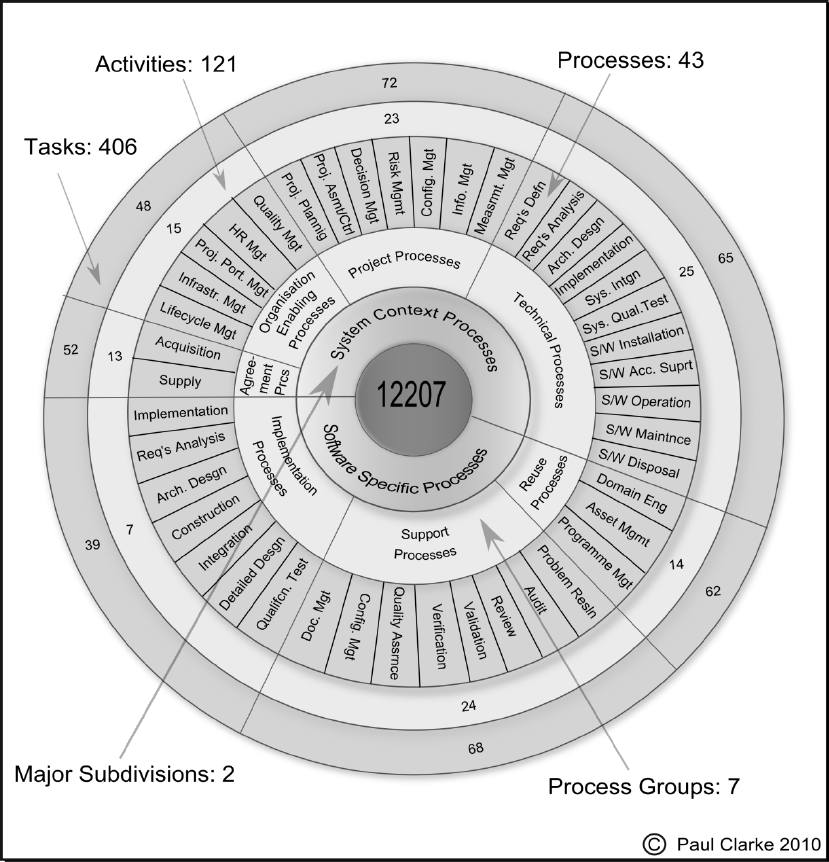 Activities: 121
Processes: 43
Tasks: 406
72
23
48
15
52
13
39
7
68
24
62
14
65
25
Proj. Plannig
Proj. Asmt/Ctrl
Decision Mgt
Risk Mgmt
Config. Mgt
Info. Mgt
Measrmt. Mgt
Req's Defn
Req's Analysis
Arch. Desgn
Implementation
Sys. Intgn
Sys. Qual.Test
S/W Installation
S/W Acc. Suprt
S/W Operation
S/W Maintnce
S/W Disposal
Domain Eng
Asset Mgmt
Programme Mgt
Problem Resln
Audit
Review
Validation
Verification
Quality Assrnce
Config. Mgt
Doc. Mgt
Qualifcn. Test
Detailed Desgn
Integration
Construction
Arch. Desgn
Req's Analysis
Implementation
Supply
Acquisition
Lifecycle Mgt
Infrastr. Mgt
Proj. Port. Mgt
HR Mgt
Quality Mgt
Project Processes
Technical Processes
Reuse
Processes
Support
Processes
Implementation
Processes
Agree-
ment
Prcs
Organisation
Enabling
Processes
System Context Processes
12207
Software Specific Processes
Major Subdivisions: 2
Process Groups: 7
© Paul Clarke 2010